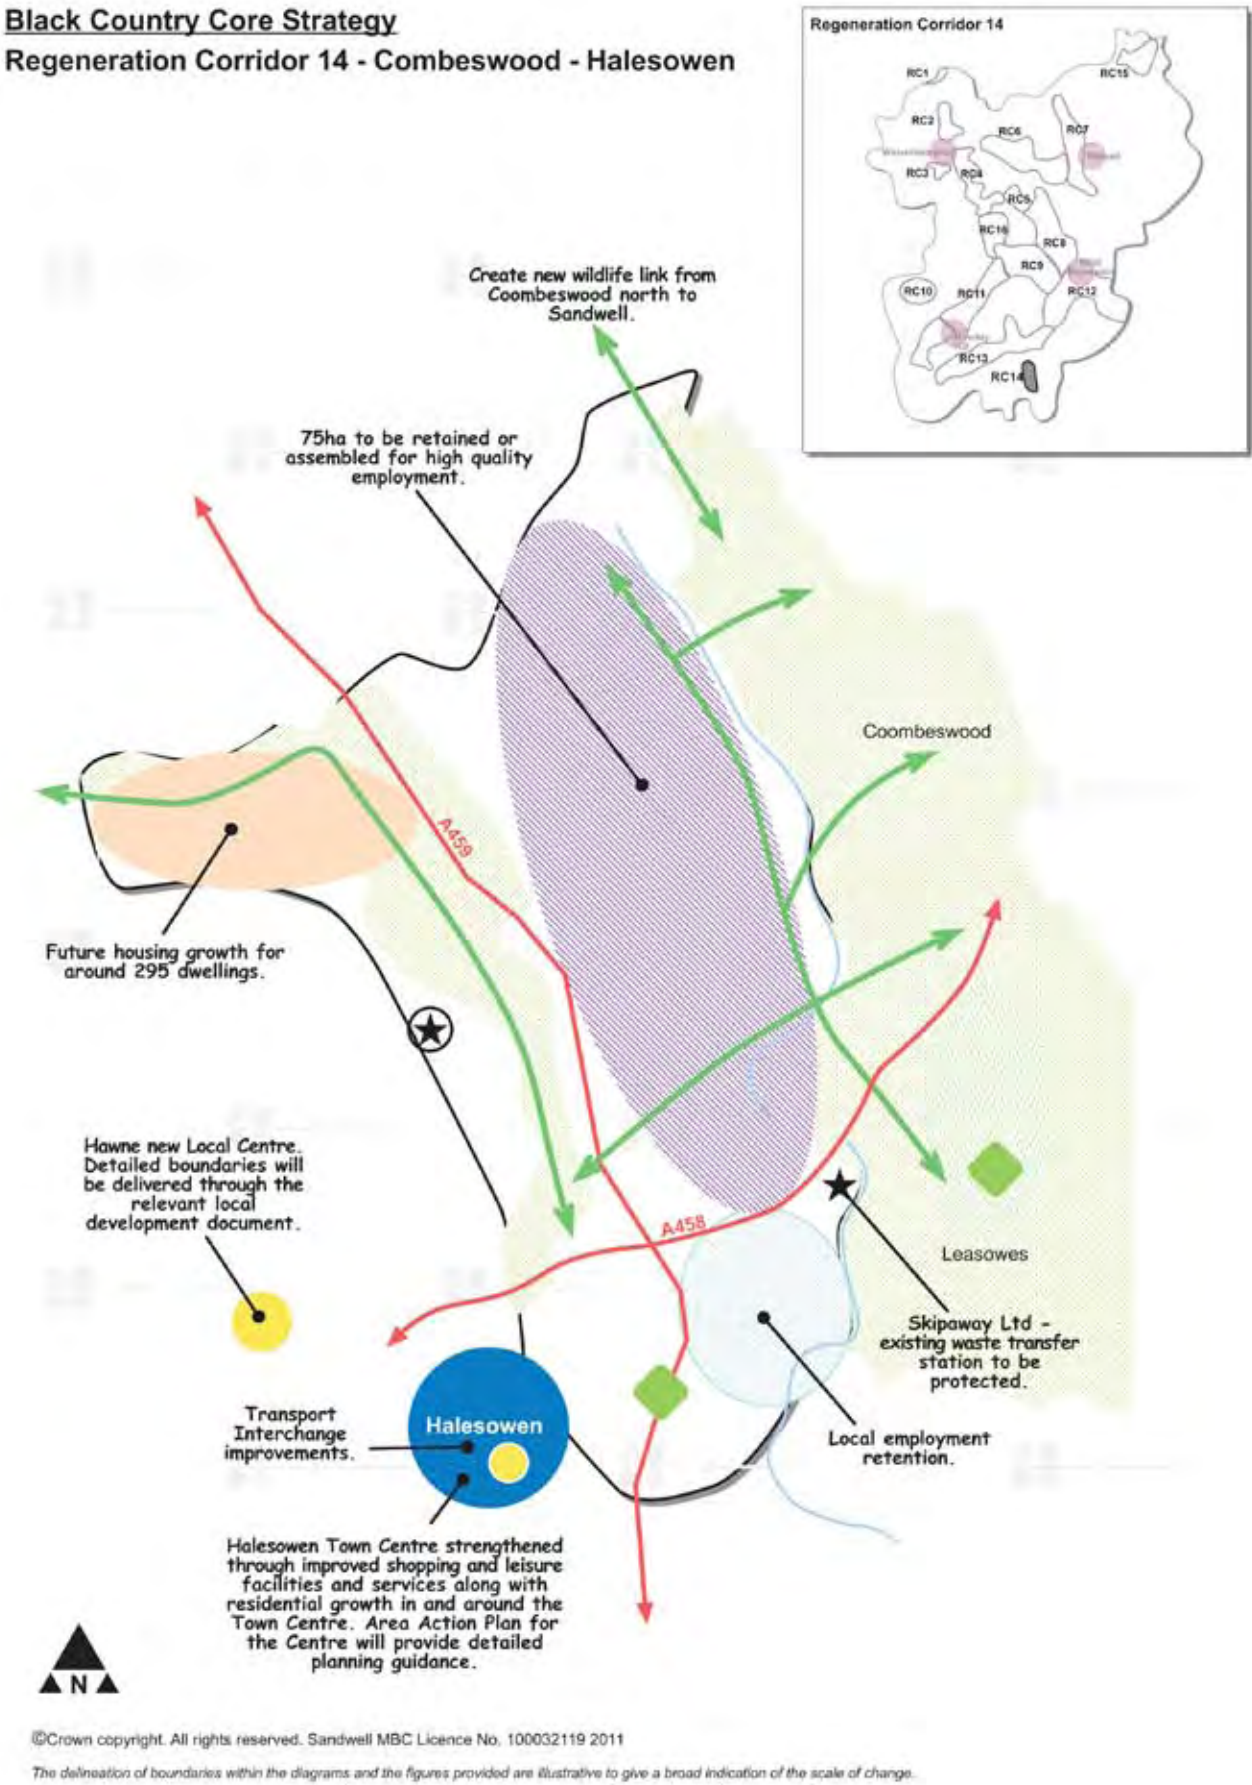 Black Country Core Strategy
Regeneration Corridor 14 - Combeswood - Halesowen
Regeneration Corridor 14
RC1
RC15
RC2
RC6
RC7
RC3
RC4
RC5
RC16
RC8
RC9
RC10
RC11
RC12
RC13
RC14
Create new wildlife link from
Coombeswood north to
Sandwell.
75ha to be retained or
assembled for high quality
employment.
Coombeswood
A459
Future housing growth for
around 295 dwellings.
Hawne new Local Centre.
Detailed boundaries will
be delivered through the
relevant local
development document.
A458
Leasowes
Skipaway Ltd -
existing waste transfer
station to be
protected.
Transport
Interchange
improvements.
Halesowen
Local employment
retention.
Halesowen Town Centre strengthened
through improved shopping and leisure
facilities and services along with
residential growth in and around the
Town Centre. Area Action Plan for
the Centre will provide detailed
planning guidance.
N
©Crown copyright. All rights reserved. Sandwell MBC Licence No. 100032119 2011
The delineation of boundaries within the diagrams and the figures provided are illustrative to give a broad indication of the scale of change.